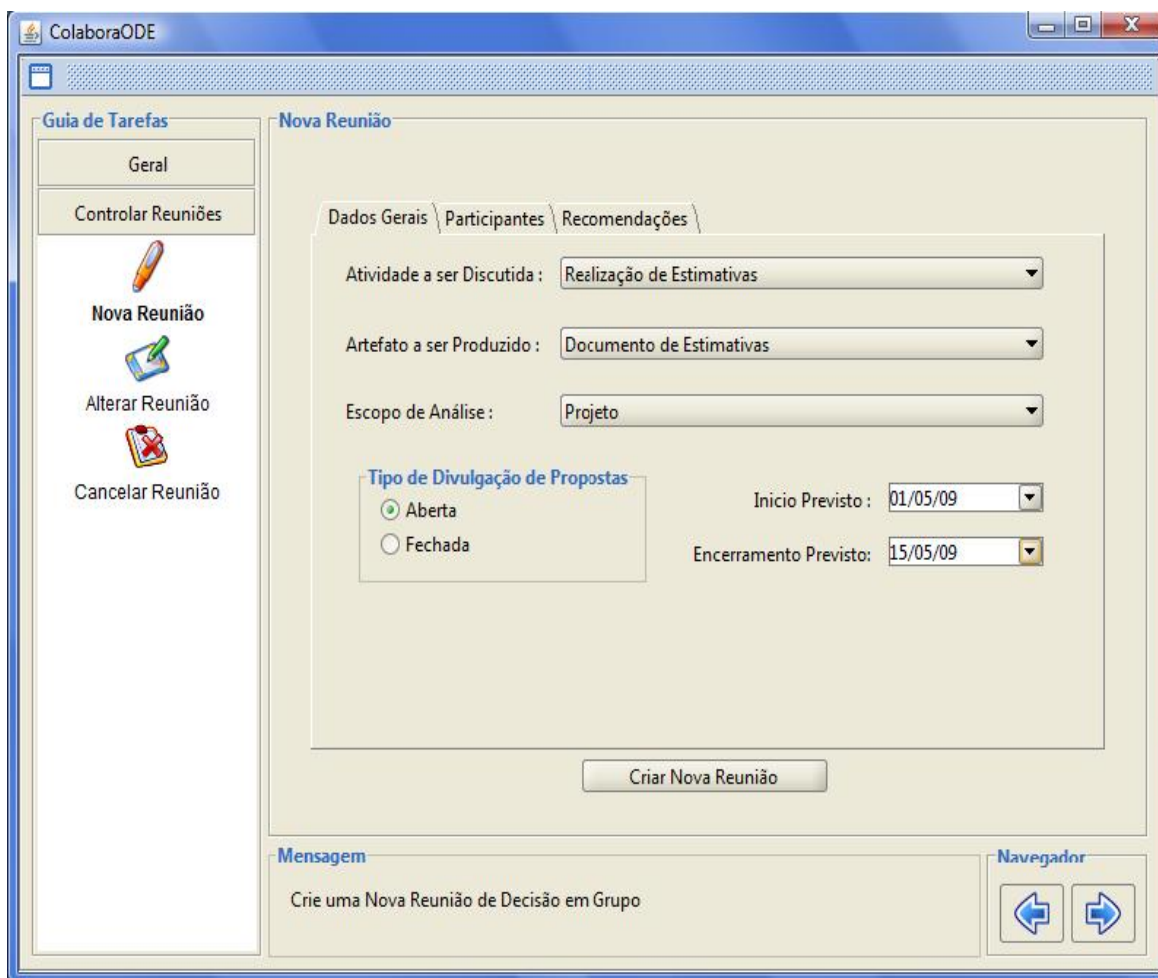 ColaboraODE
Guia de Tarefas
Geral
Controlar Reuniões
Nova Reunião
Alterar Reunião
Cancelar Reunião
Nova Reunião
Dados Gerais
Participantes
Recomendações
Atividade a ser Discutida : Realização de Estimativas
Artefato a ser Produzido : Documento de Estimativas
Escopo de Análise : Projeto
Tipo de Divulgação de Propostas
Aberta
Fechada
Inicio Previsto : 01/05/09
Encerramento Previsto: 15/05/09
Criar Nova Reunião
Mensagem
Crie uma Nova Reunião de Decisão em Grupo
Navegador